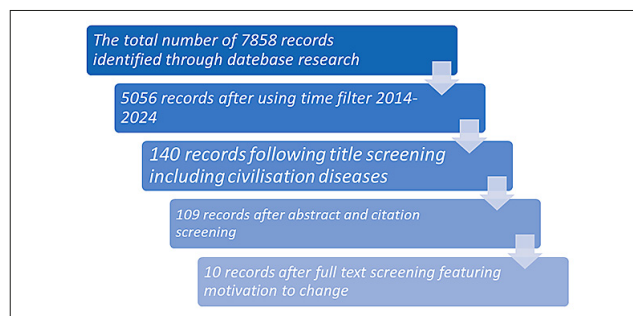 The total number of 7858 records
identified through datebase research
5056 records after using time filter 2014-
2024
140 records following title screening
including civilisation diseases
109 records after abstract and citation
screening
10 records after full text screening featuring
motivation to change